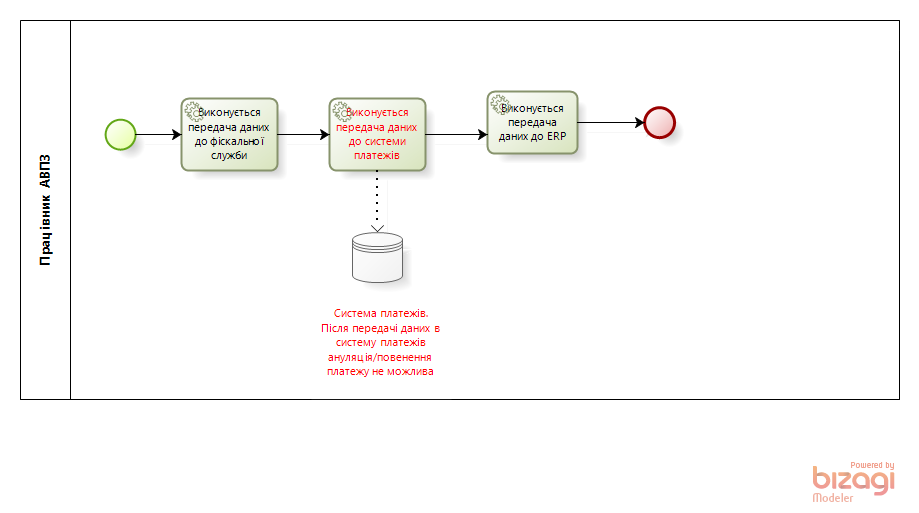 Працівник АВПЗ
Виконується
передача даних
до фіскальної
служби
Виконується
передача даних
до системи
платежів
Виконується
передача
даних до ERP
Система платежів.
Після передачі даних в
систему платежів
ануляція/повенення
платежу не можлива
Powered by
bizagi
Modeler